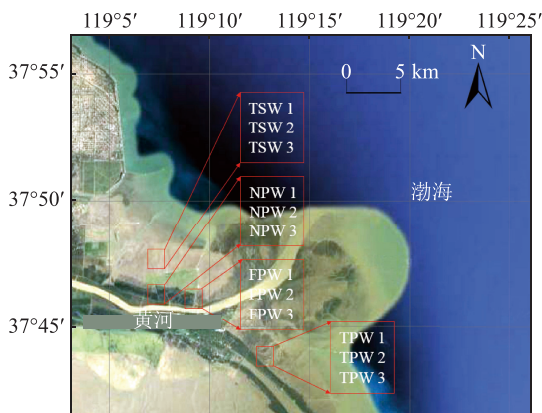 119°5′ 119°10′ 119°15′ 119°20′ 119°25′
37°55′
N
0 5 km
TSW 1
TSW 2
TSW 3
37°50′
渤海
NPW 1
NPW 2
NPW 3
FPW 1
FPW 2
FPW 3
37°45′
黄河
TPW 1
TPW 2
TPW 3